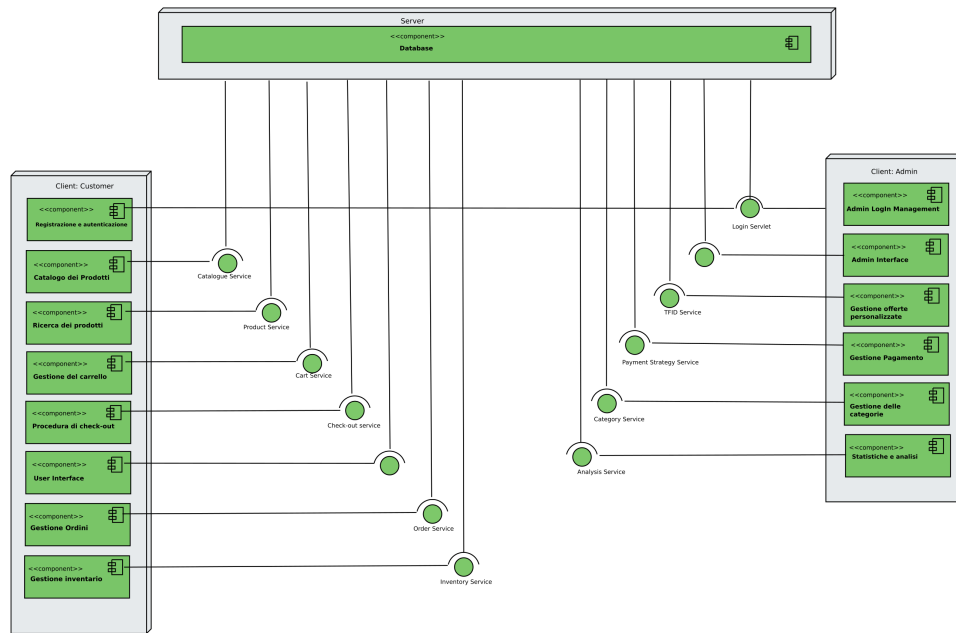 Server
<<component>>
Database
Client: Customer
<<component>>
Registrazione e autenticazione
<<component>>
Catalogo dei Prodotti
<<component>>
Ricerca dei prodotti
<<component>>
Gestione del carrello
<<component>>
Procedura di check-out
<<component>>
User Interface
<<component>>
Gestione Ordini
<<component>>
Gestione inventario
Catalogue Service
Product Service
Cart Service
Check-out service
Order Service
Inventory Service
Login Servlet
TFID Service
Payment Strategy Service
Category Service
Analysis Service
Client: Admin
<<component>>
Admin LogIn Management
<<component>>
Admin Interface
<<component>>
Gestione offerte
personalizzate
<<component>>
Gestione Pagamento
<<component>>
Gestione delle
categorie
<<component>>
Statistiche e analisi